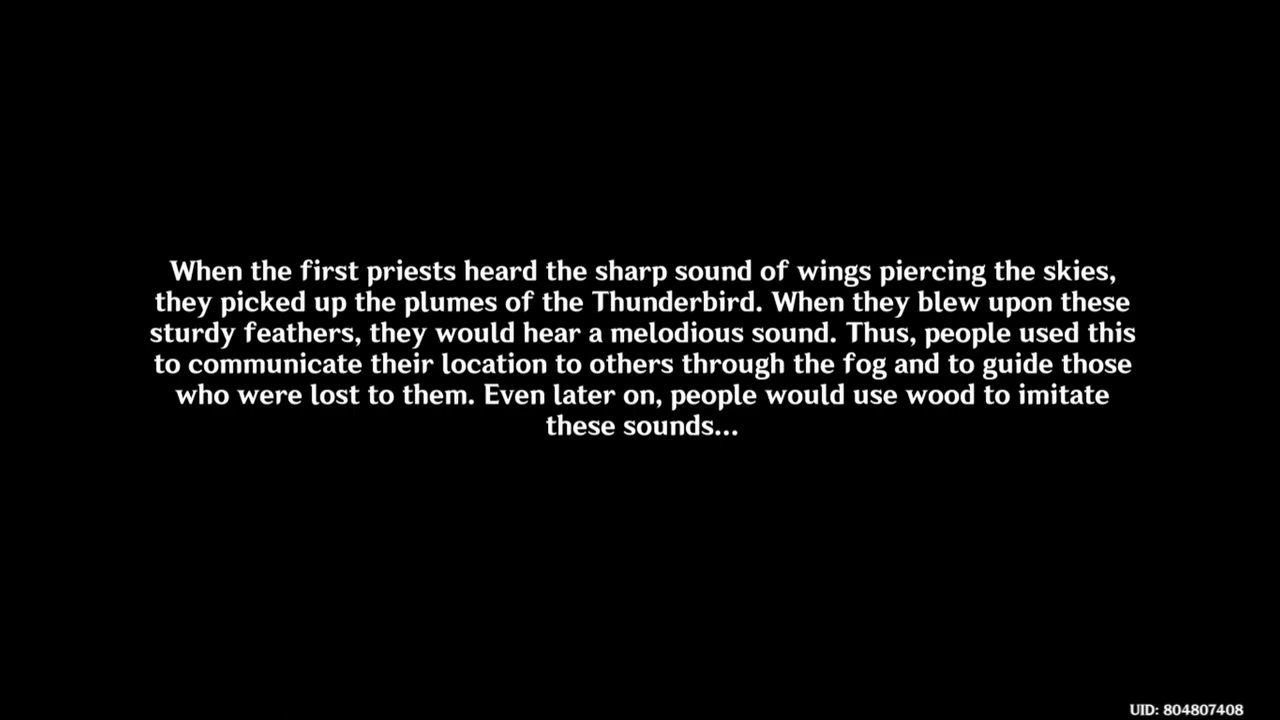 When the first priests heard the sharp sound of wings piercing the skies,
they picked up the plumes of the Thunderbird. When they blew upon these
sturdy feathers, they would hear a melodious sound. Thus, people used this
to communicate their location to others through the fog and to guide those
who were lost to them. Even later on, people would use wood to imitate
these sounds...
UID: 804807408